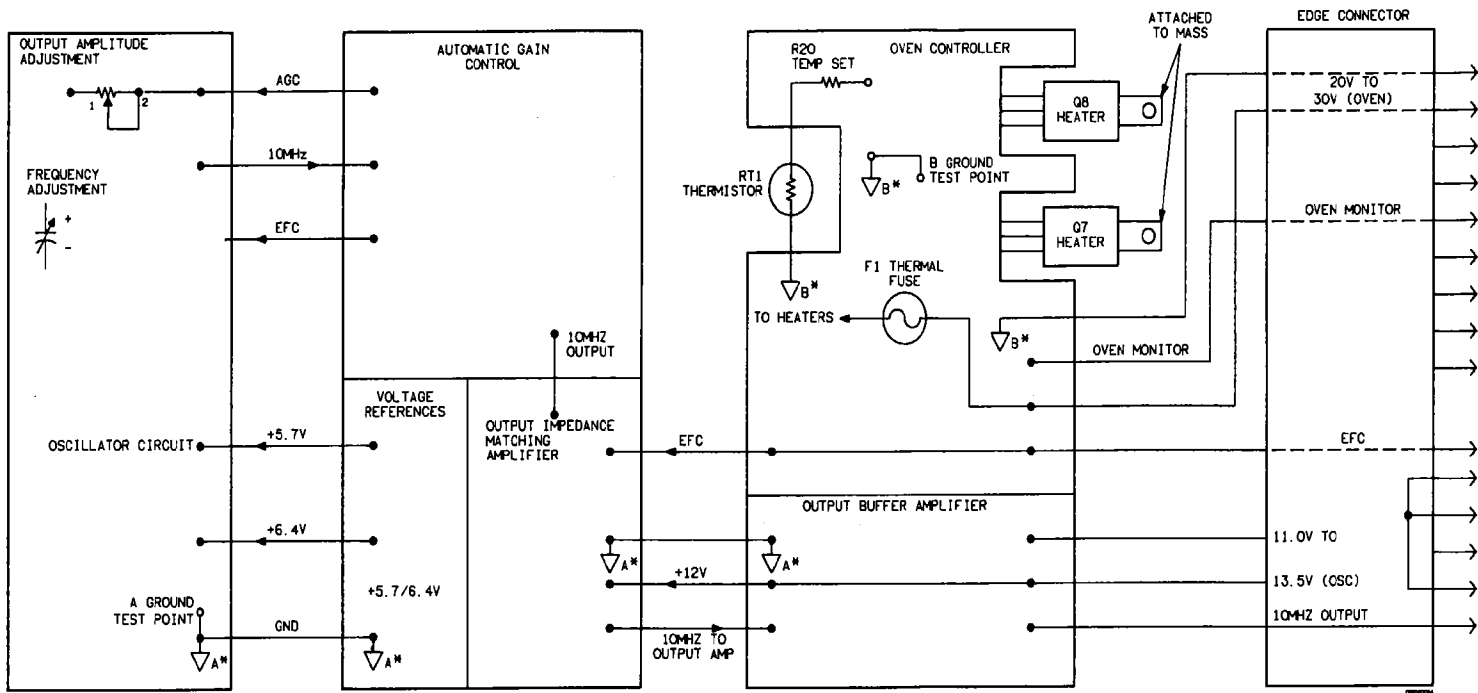 OUTPUT AMPLITUDE
ADJUSTMENT
1
2
FREQUENCY
ADJUSTMENT
+
-
OSCILLATOR CIRCUIT
A GROUND
TEST POINT
A*
AGC
10MHz
EFC
+5.7V
+6.4V
GND
AUTOMATIC GAIN
CONTROL
10MHZ
OUTPUT
VOLTAGE
REFERENCES
+5.7/6.4V
A*
OUTPUT IMPEDANCE
MATCHING
AMPLIFIER
A*
EFC
+12V
10MHZ TO
OUTPUT AMP
R20
TEMP SET
OVEN CONTROLLER
RT1
THERMISTOR
B*
B GROUND
TEST POINT
B*
F1 THERMAL
FUSE
TO HEATERS
B*
OVEN MONITOR
Q8
HEATER
Q7
HEATER
ATTACHED
TO MASS
OUTPUT BUFFER AMPLIFIER
A*
EDGE CONNECTOR
20V TO
30V (OVEN)
OVEN MONITOR
EFC
11.0V TO
13.5V (OSC)
10MHZ OUTPUT